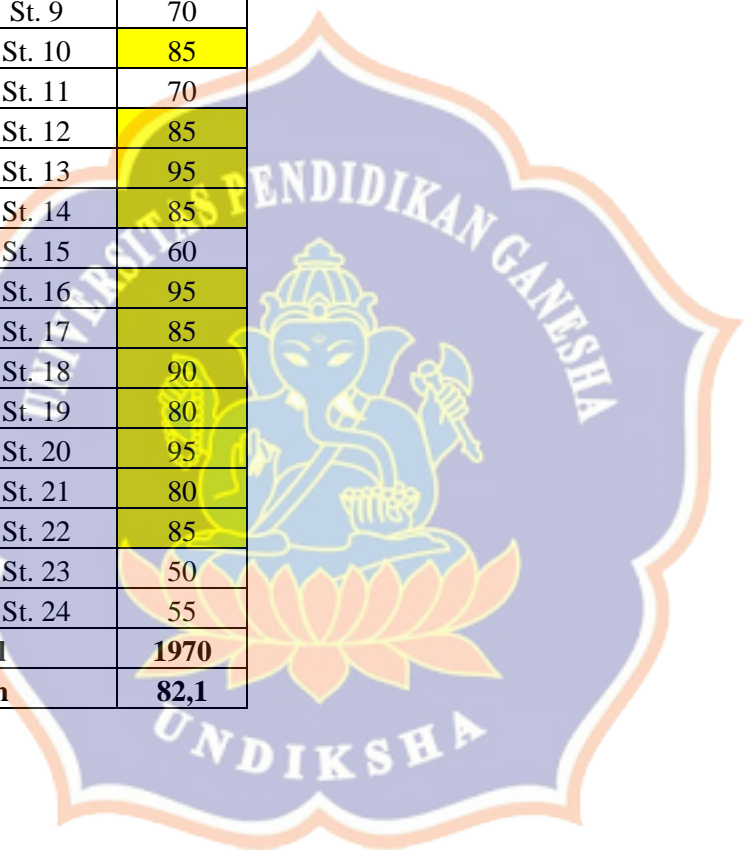 St. 9 70
St. 10 85
St. 11 70
St. 12 85
St. 13 95
St. 14 85
St. 15 60
St. 16 95
St. 17 85
St. 18 90
St. 19 80
St. 20 95
St. 21 80
St. 22 85
St. 23 50
St. 24 55
l 1970
n 82,1
UNIVERSITAS PENDIDIKAN GANESHA
UNDIKSHA